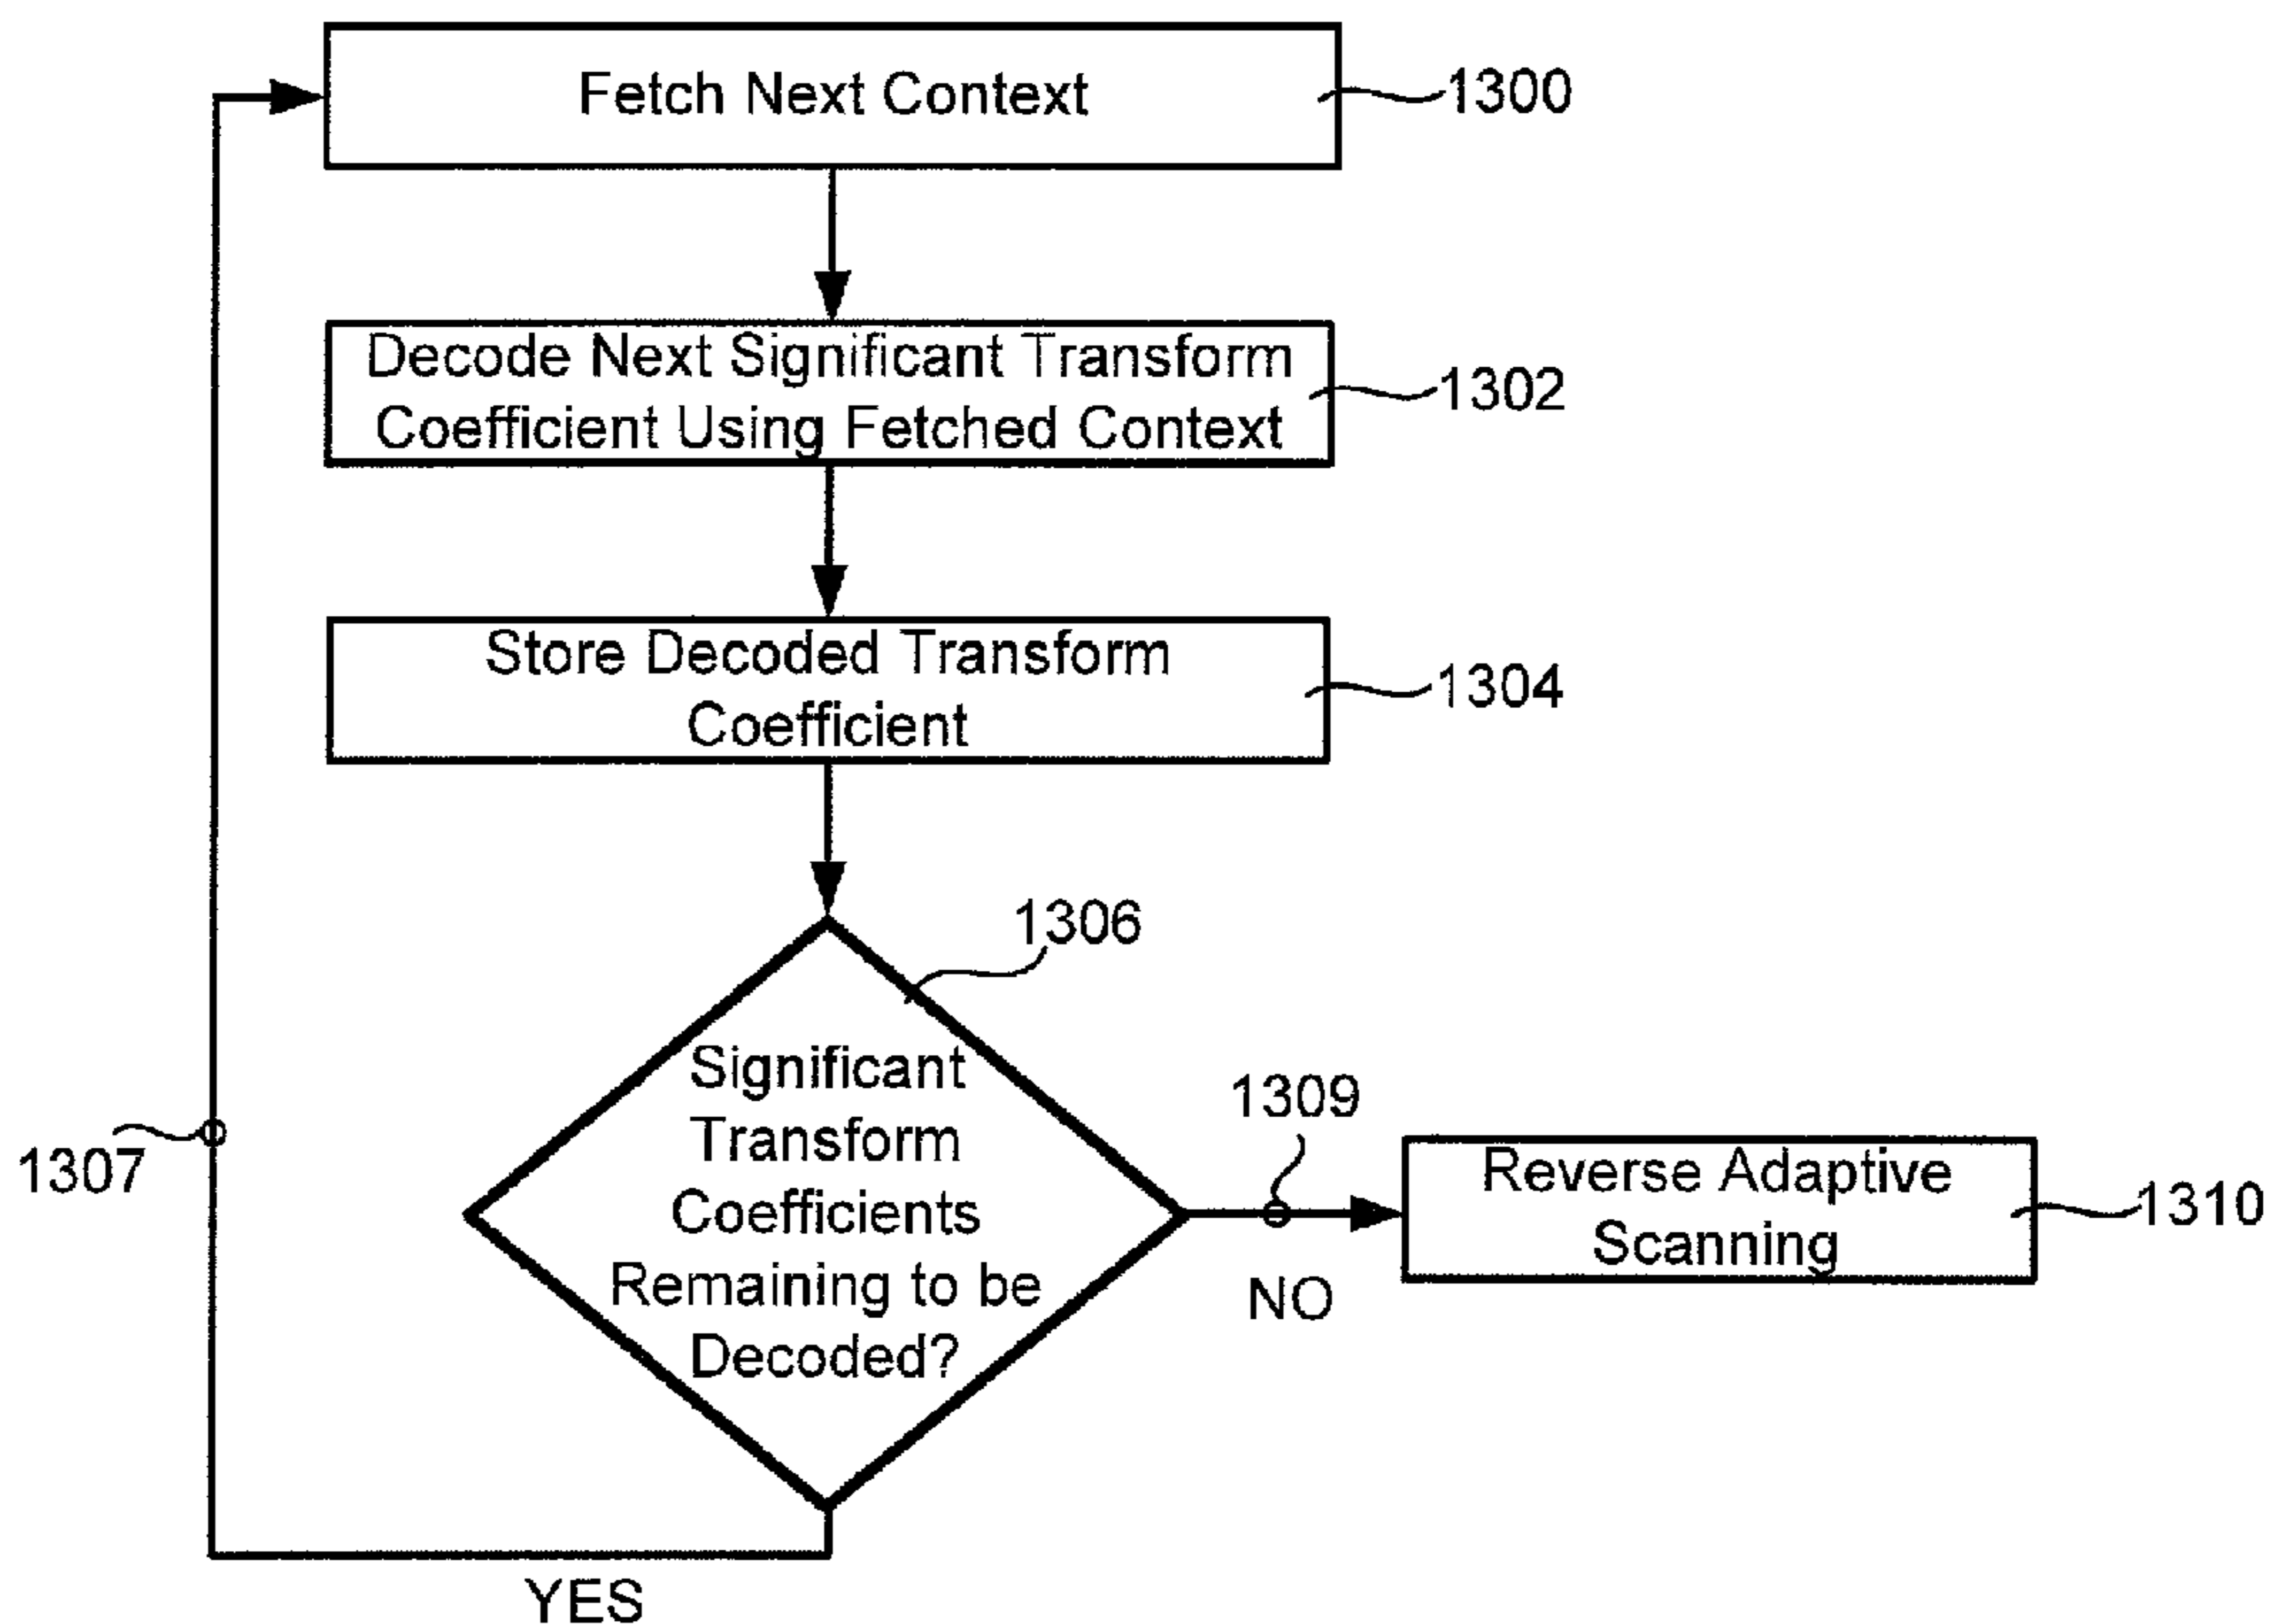 Fetch Next Context
1300
Decode Next Significant Transform
Coefficient Using Fetched Context
1302
Store Decoded Transform
Coefficient
1304
1306
Significant
Transform
Coefficients
Remaining to be
Decoded?
1307
1309
NO
Reverse Adaptive
Scanning
1310
YES